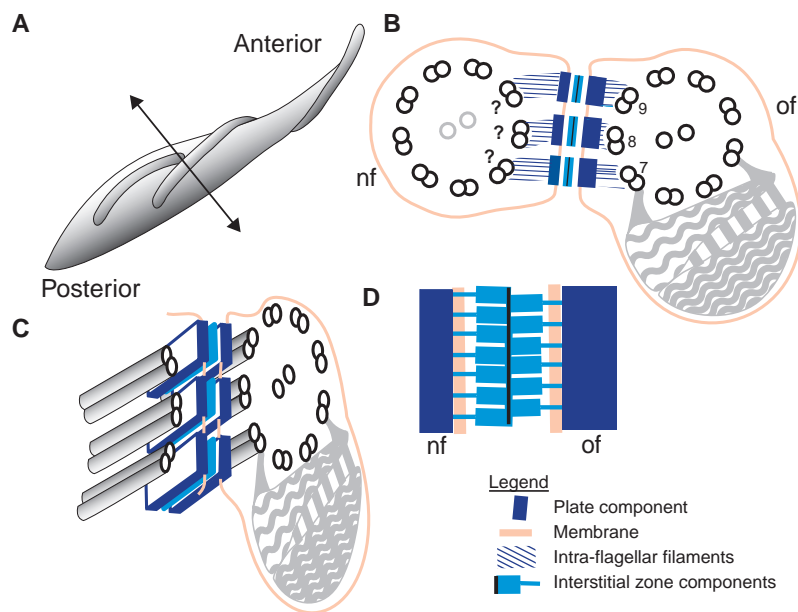 A
Anterior
Posterior
B
?
?
?
9
8
7
nf
of
C
D
nf
of
Legend
Plate component
Membrane
Intra-flagellar filaments
Interstitial zone components